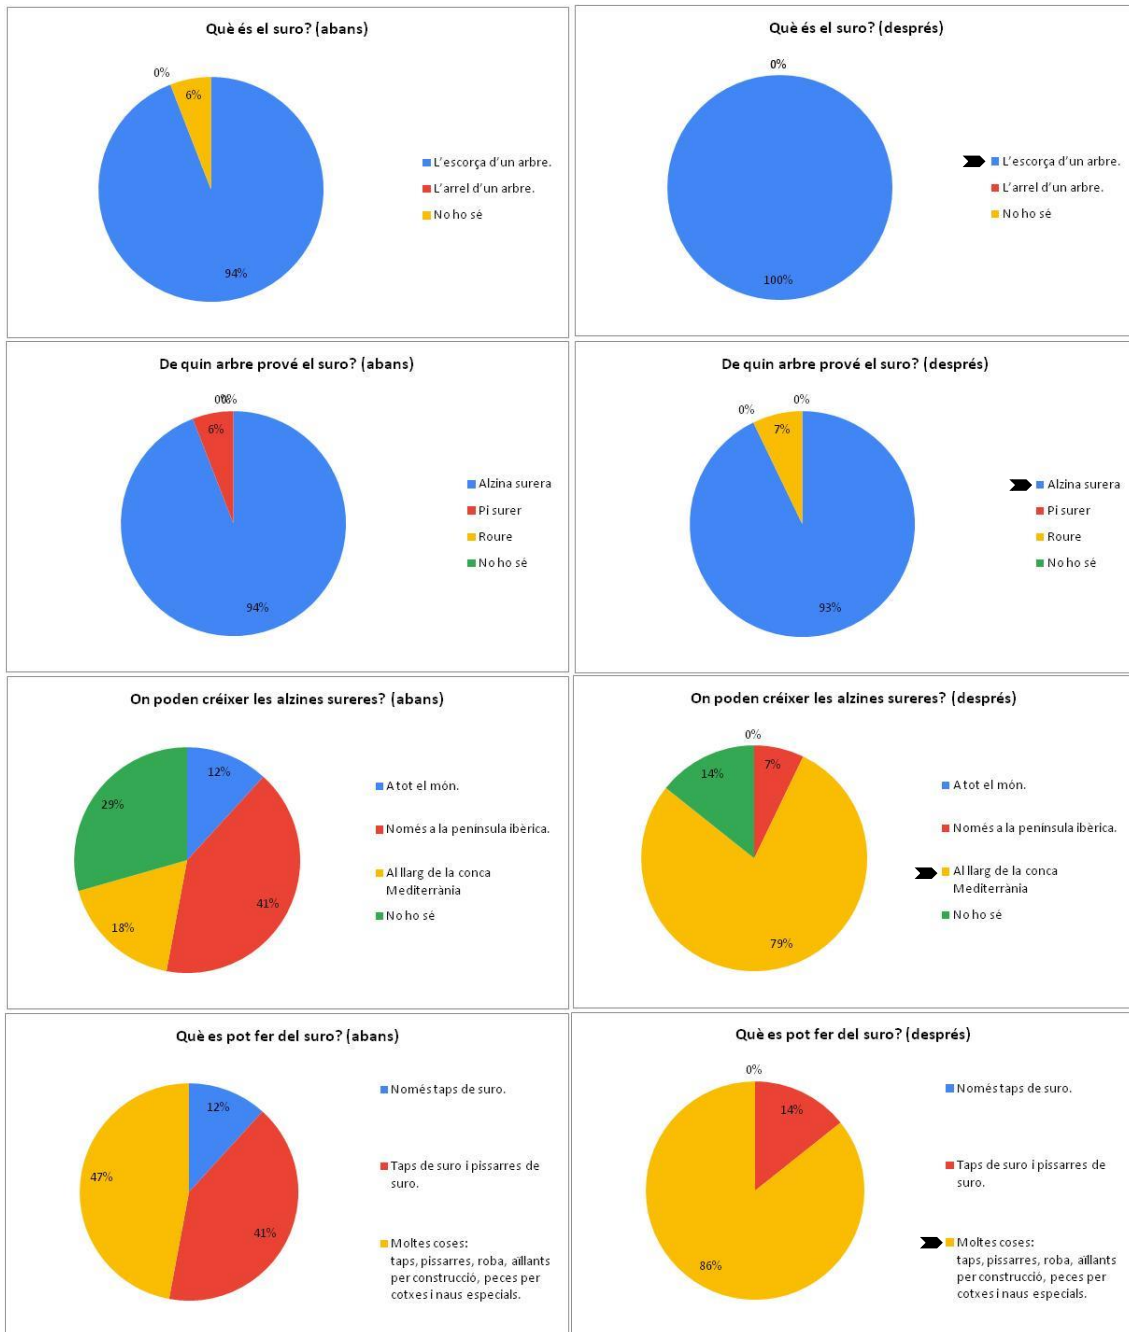 Què és el suro? (abans)
0%
6%
94%
L'escorça d'un arbre.
L'arrel d'un arbre.
No ho sé
Què és el suro? (després)
0%
100%
L'escorça d'un arbre.
L'arrel d'un arbre.
No ho sé
De quin arbre prové el suro? (abans)
0%
6%
94%
Alzina surera
Pi surer
Roure
No ho sé
De quin arbre prové el suro? (després)
0%
0%
7%
93%
Alzina surera
Pi surer
Roure
No ho sé
On poden créixer les alzines sureres? (abans)
12%
29%
41%
18%
A tot el món.
Només a la península ibèrica.
Al llarg de la conca
Mediterrània
No ho sé
On poden créixer les alzines sureres? (després)
0%
7%
14%
79%
A tot el món.
Només a la península ibèrica.
Al llarg de la conca
Mediterrània
No ho sé
Què es pot fer del suro? (abans)
12%
47%
41%
Només taps de suro.
Taps de suro i pissarres de
suro.
Moltes coses:
taps, pissarres, roba, aïllants
per construcció, peces per
cotxes i naus especials.
Què es pot fer del suro? (després)
0%
14%
86%
Només taps de suro.
Taps de suro i pissarres de
suro.
Moltes coses:
taps, pissarres, roba, aïllants
per construcció, peces per
cotxes i naus especials.